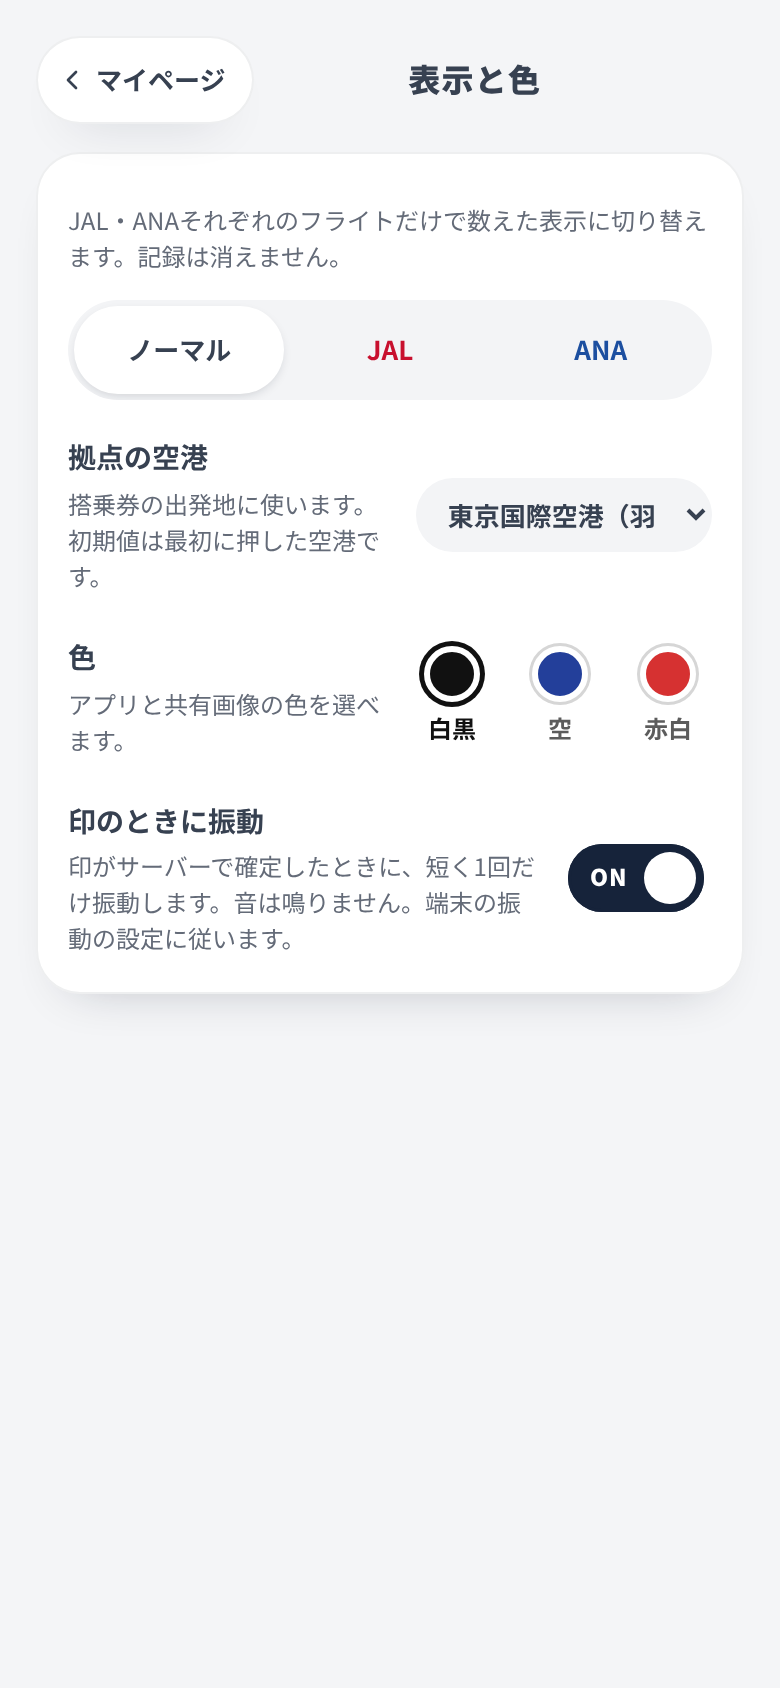 マイページ
表示と色
JAL・ANAそれぞれのフライトだけで数えた表示に切り替え
ます。記録は消えません。
ノーマル
JAL
ANA
拠点の空港
搭乗券の出発地に使います。
初期値は最初に押した空港で
す。
東京国際空港（羽
色
アプリと共有画像の色を選べ
ます。
白黒
空
赤白
印のときに振動
印がサーバーで確定したときに、短く1回だ
け振動します。音は鳴りません。端末の振
動の設定に従います。
ON